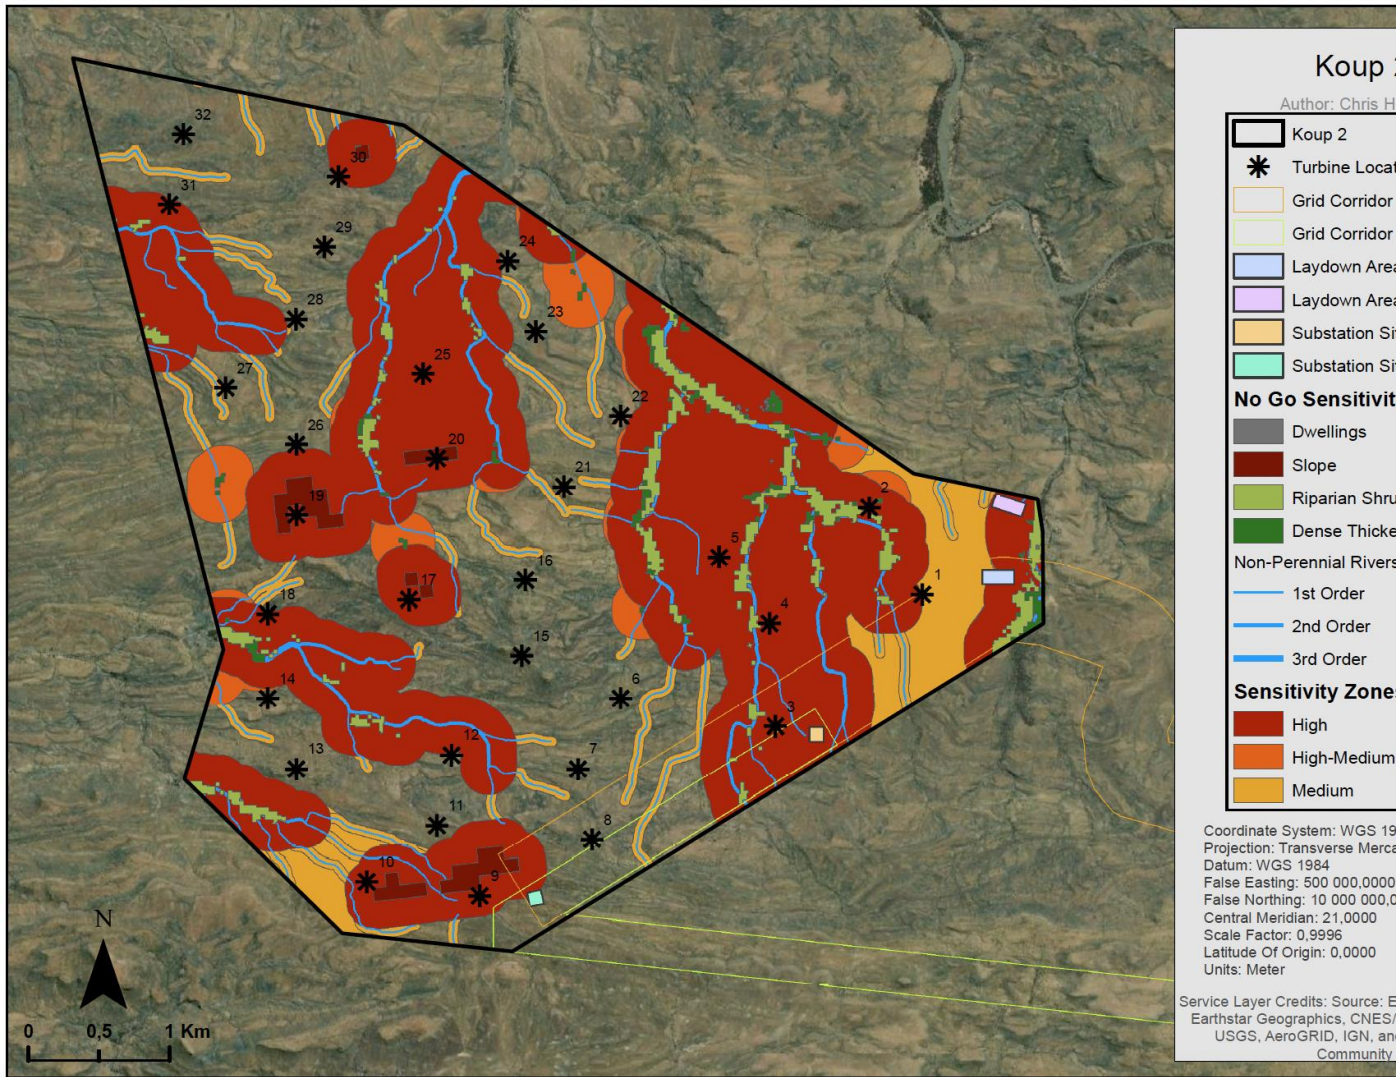 Koup
Author: Chris H
Koup 2
Turbine Locat
Grid Corridor
Grid Corridor
Laydown Area
Laydown Area
Substation Si
Substation Si
No Go Sensitivit
Dwellings
Slope
Riparian Shru
Dense Thicke
Non-Perennial Rivers
1st Order
2nd Order
3rd Order
Sensitivity Zones
High
High-Medium
Medium
Coordinate System: WGS 19
Projection: Transverse Merca
Datum: WGS 1984
False Easting: 500 000,0000
False Northing: 10 000 000,0
Central Meridian: 21,0000
Scale Factor: 0,9996
Latitude Of Origin: 0,0000
Units: Meter
Service Layer Credits: Source: E
Earthstar Geographics, CNES/
USGS, AeroGRID, IGN, and
Community
32
30
31
29
24
28
23
25
27
22
26
20
21
19
2
5
16
17
1
18
4
15
14
6
3
12
13
7
11
8
10
9
N
0 0,5 1 Km